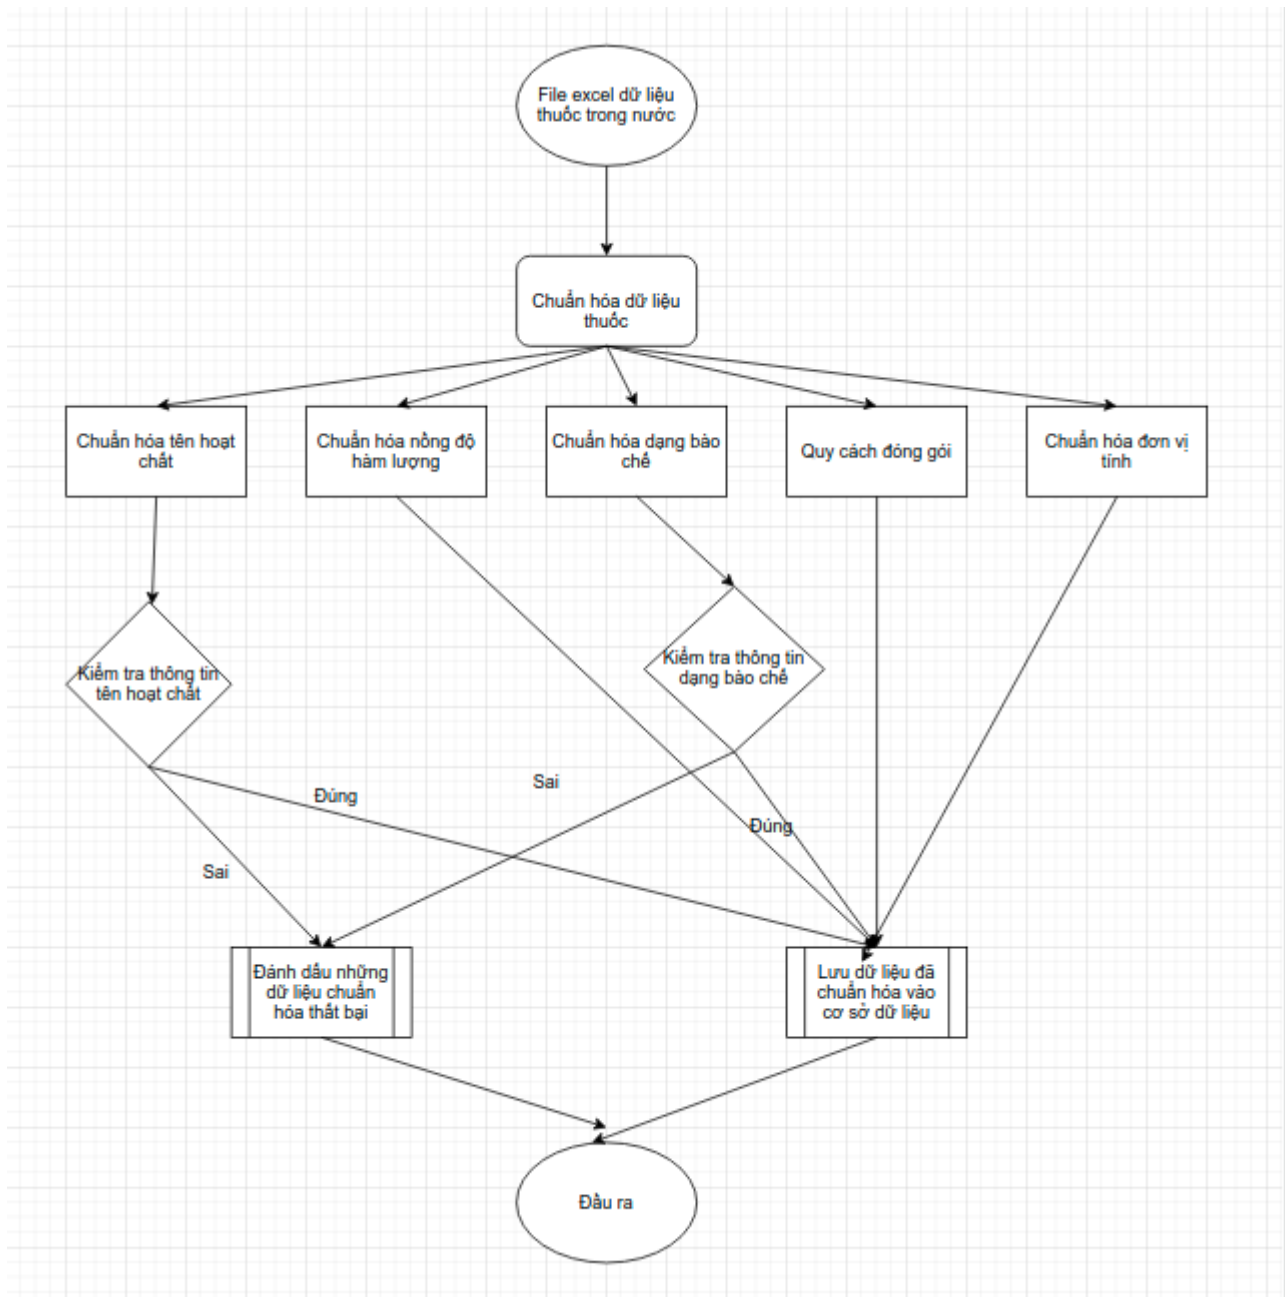 File excel dữ liệu
thuốc trong nước
Chuẩn hóa dữ liệu
thuốc
Chuẩn hóa tên hoạt
chất
Chuẩn hóa nồng độ
hàm lượng
Chuẩn hóa dạng bào
chế
Quy cách đóng gói
Chuẩn hóa đơn vị
tính
Kiểm tra thông tin
tên hoạt chất
Kiểm tra thông tin
dạng bào chế
Sai
Đúng
Đúng
Sai
Đánh dấu những
dữ liệu chuẩn
hóa thất bại
Lưu dữ liệu đã
chuẩn hóa vào
cơ sở dữ liệu
Đầu ra